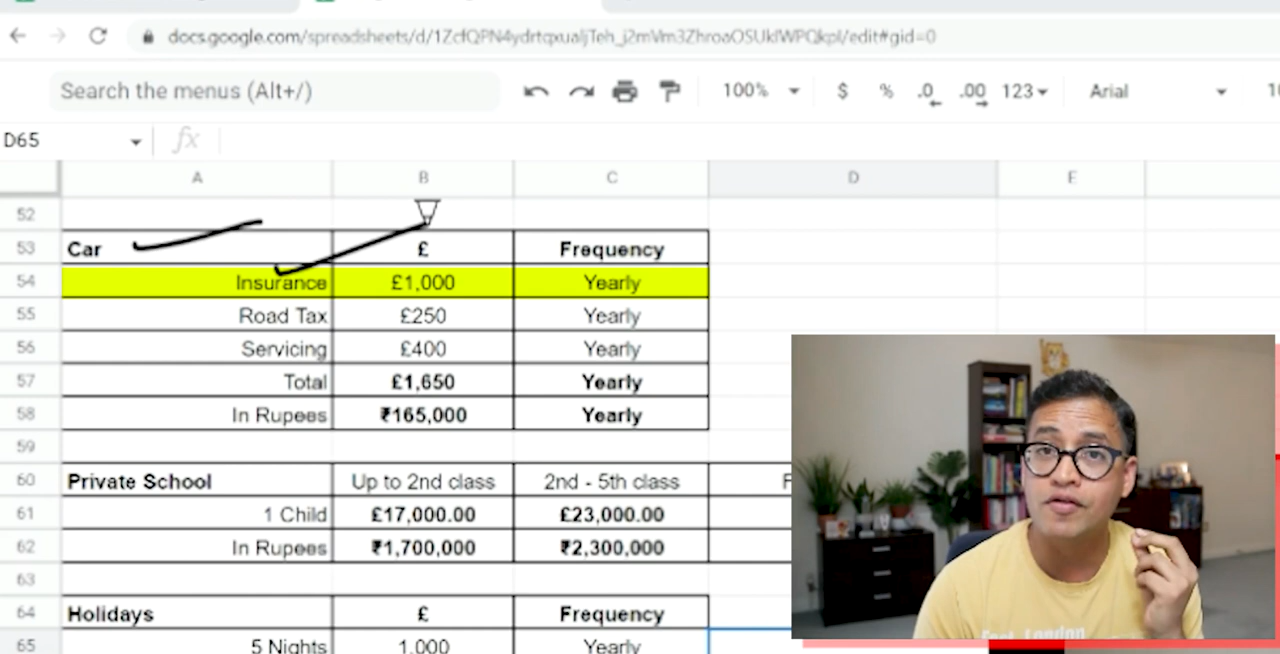 docs.google.com/spreadsheets/d/
Search the menus (Alt+/)
100% $ % .0 .00 123 Arial
D65 fx
A B C D E
52
53 Car £ Frequency
54 Insurance £1,000 Yearly
55 Road Tax £250 Yearly
56 Servicing £400 Yearly
57 Total £1,650 Yearly
58 In Rupees ₹165,000 Yearly
59
60 Private School Up to 2nd class 2nd - 5th class
61 1 Child £17,000.00 £23,000.00
62 In Rupees ₹1,700,000 ₹2,300,000
63
64 Holidays £ Frequency
65 5 Nights 1,000 Yearly
East London